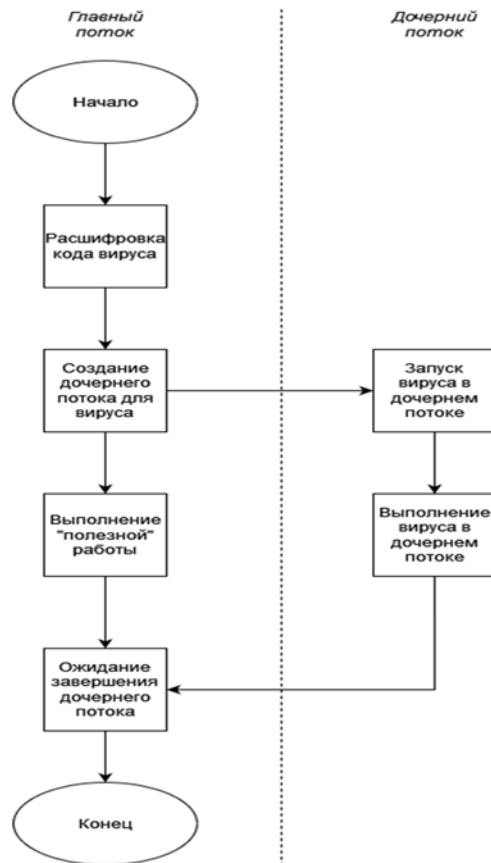 Главный
поток
Дочерний
поток
Начало
Расшифровка
кода вируса
Создание
дочернего
потока для
вируса
Запуск
вируса в
дочернем
потоке
Выполнение
"полезной"
работы
Выполнение
вируса в
дочернем
потоке
Ожидание
завершения
дочернего
потока
Конец